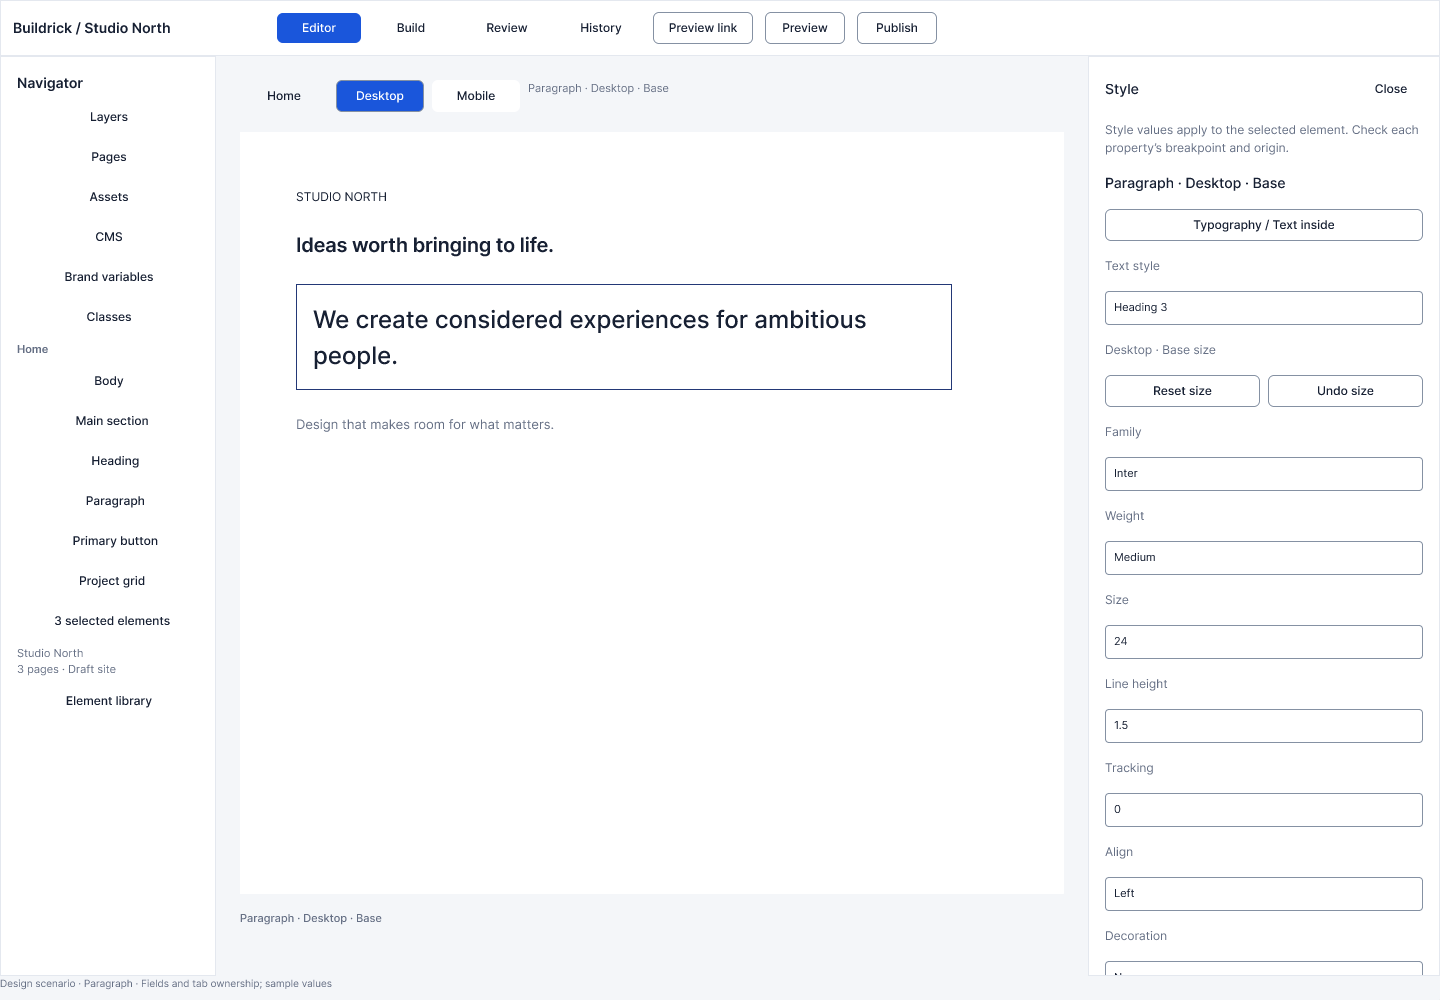 Buildrick / Studio North
Editor
Build
Review
History
Preview link
Preview
Publish
Navigator
Layers
Pages
Assets
CMS
Brand variables
Classes
Home
Body
Main section
Heading
Paragraph
Primary button
Project grid
3 selected elements
Studio North
3 pages · Draft site
Element library
Home
Desktop
Mobile
Paragraph · Desktop · Base
STUDIO NORTH
Ideas worth bringing to life.
We create considered experiences for ambitious
people.
Design that makes room for what matters.
Paragraph · Desktop · Base
Style
Close
Style values apply to the selected element. Check each
property’s breakpoint and origin.
Paragraph · Desktop · Base
Typography / Text inside
Text style
Heading 3
Desktop · Base size
Reset size
Undo size
Family
Inter
Weight
Medium
Size
24
Line height
1.5
Tracking
0
Align
Left
Decoration
Design scenario · Paragraph · Fields and tab ownership; sample values